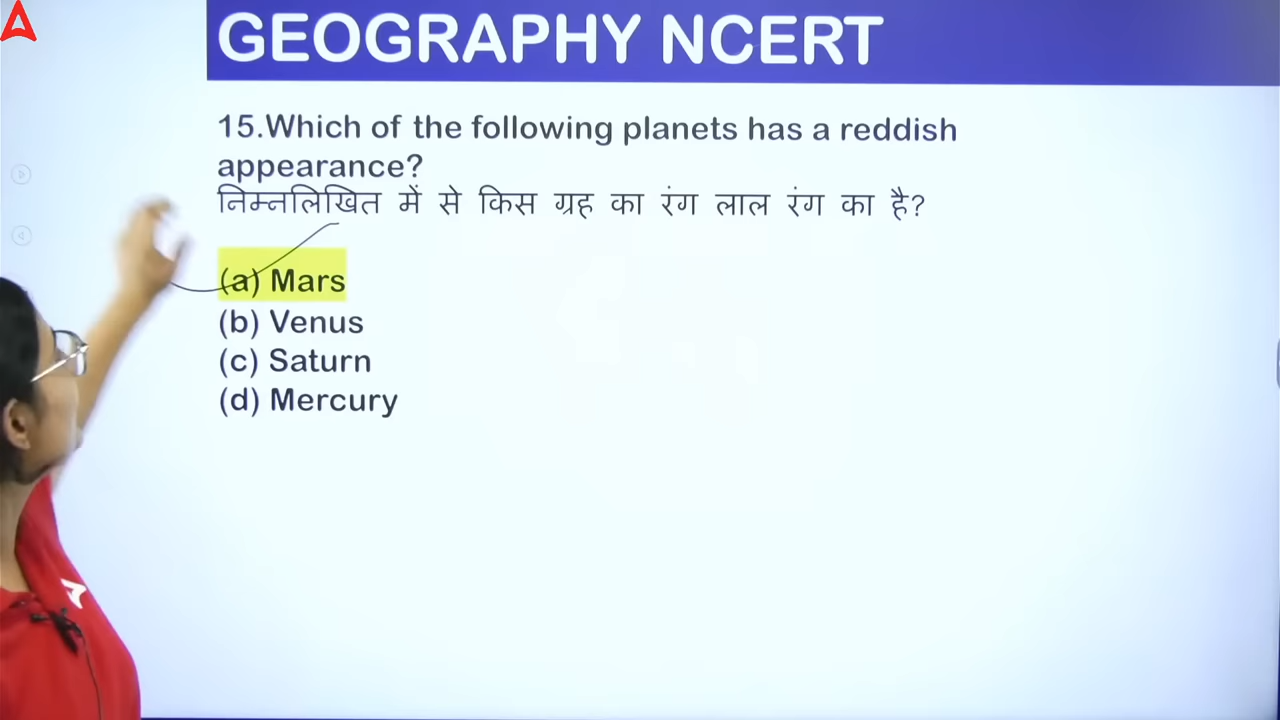 GEOGRAPHY NCERT
15.Which of the following planets has a reddish
appearance?
निम्नलिखित में से किस ग्रह का रंग लाल रंग का है?
(a) Mars
(b) Venus
(c) Saturn
(d) Mercury